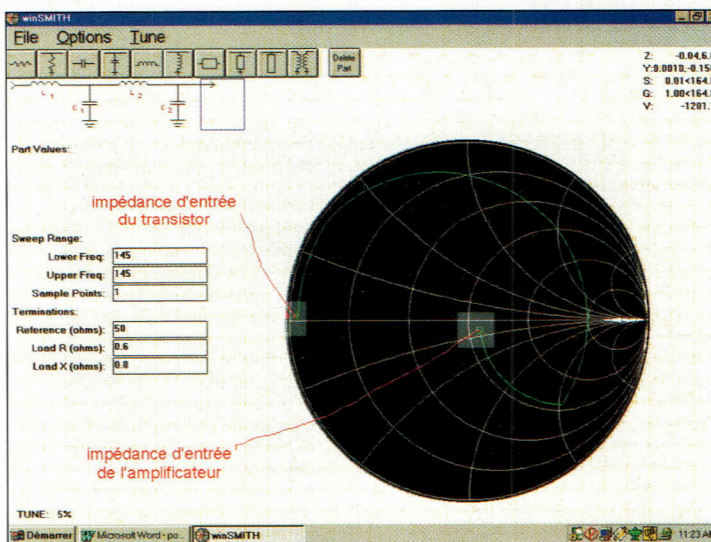 winSMITH
File Options Tune
Delete Part
L1 L2
C1 C2
Part Values:
Sweep Range:
Lower Freq: 145
Upper Freq: 145
Sample Points: 1
Terminations:
Reference (ohms): 50
Load R (ohms): 0.6
Load X (ohms): 0.8
TUNE: 5%
impédance d'entrée
du transistor
impédance d'entrée
de l'amplificateur
Z: -0.04,6.
Y:0.0010,-0.15
S: 0.01<164.
G: 1.00<164.
V: -1201.
Démarrer Microsoft Word - po... winSMITH 11:23 AM